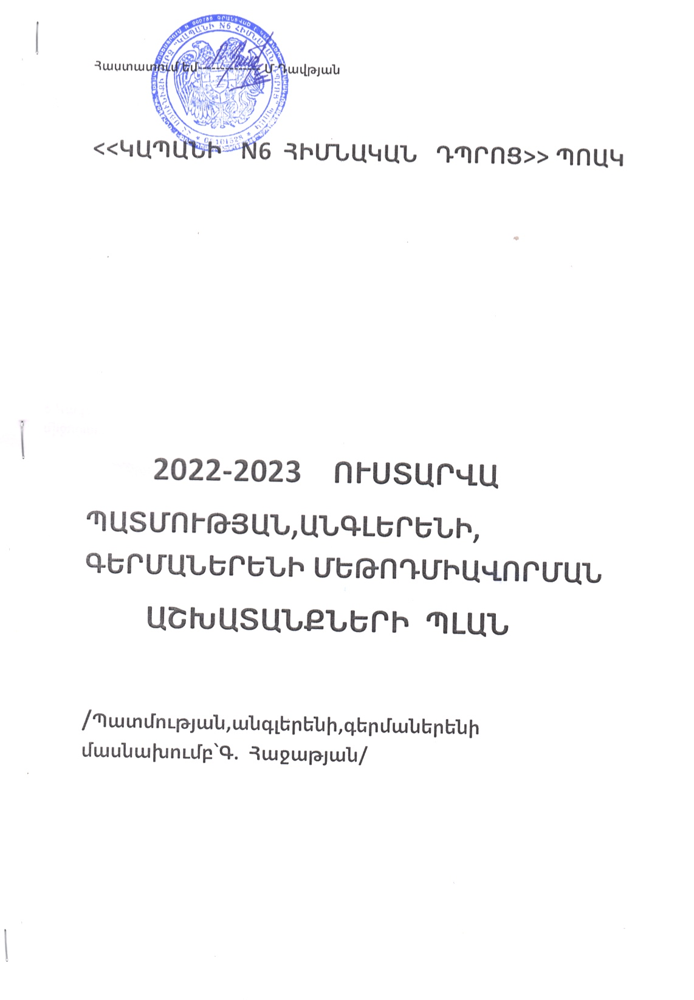 Հաստատում եմ-------------- Մ Դավթյան
<<ԿԱՊԱՆԻ N6 ՀԻՄՆԱԿԱՆ ԴՊՐՈՑ>> ՊՈԱԿ
2022-2023 ՈՒՍՏԱՐՎԱ
ՊԱՏՄՈՒԹՅԱՆ,ԱՆԳԼԵՐԵՆԻ,
ԳԵՐՄԱՆԵՐԵՆԻ ՄԵԹՈԴՄԻԱՎՈՐՄԱՆ
ԱՇԽԱՏԱՆՔՆԵՐԻ ՊԼԱՆ
/Պատմության,անգլերենի,գերմաներենի
մասնախումբ՝Գ. Հաջաթյան/